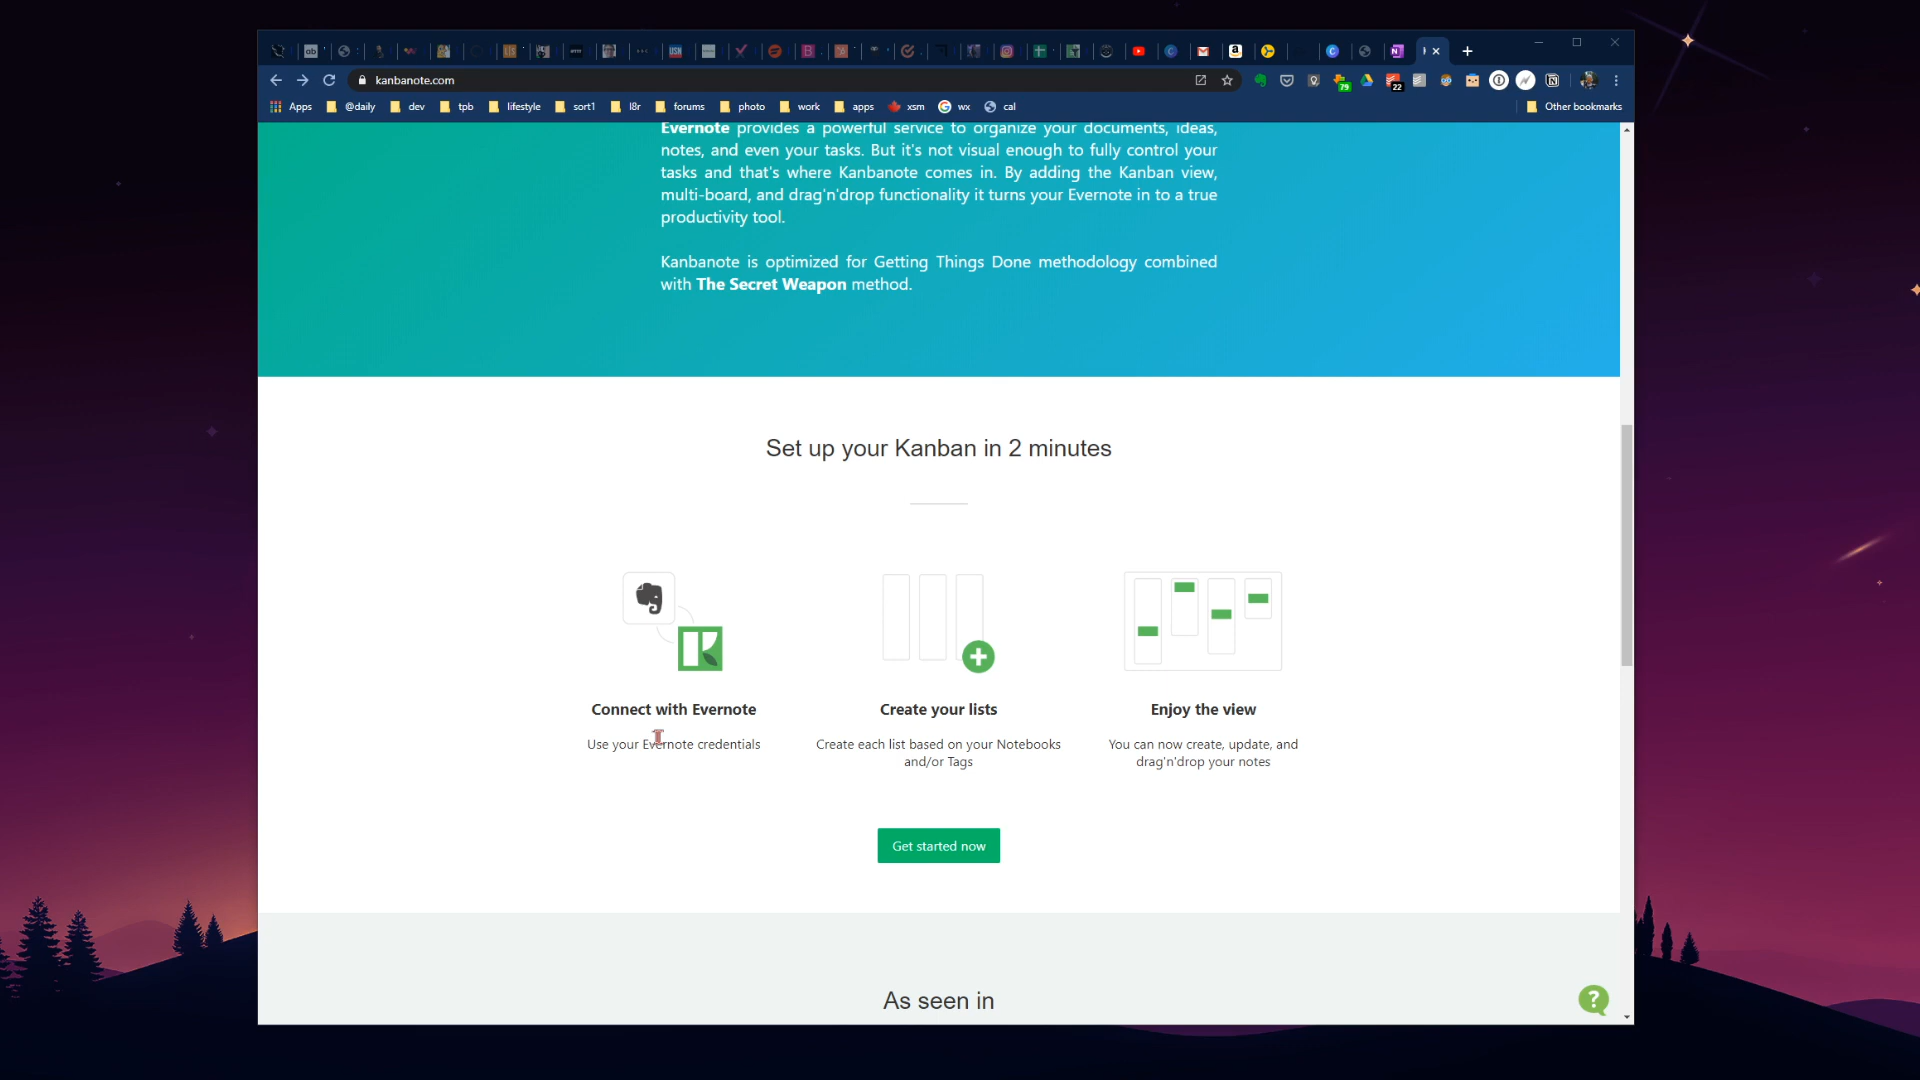 kanbanote.com
79
22
Apps @daily dev tpb lifestyle sort1 l8r forums photo work apps xsm wx cal Other bookmarks
Evernote provides a powerful service to organize your documents, ideas,
notes, and even your tasks. But it's not visual enough to fully control your
tasks and that's where Kanbanote comes in. By adding the Kanban view,
multi-board, and drag'n'drop functionality it turns your Evernote in to a true
productivity tool.
Kanbanote is optimized for Getting Things Done methodology combined
with The Secret Weapon method.
Set up your Kanban in 2 minutes
Connect with Evernote
Use your Evernote credentials
Create your lists
Create each list based on your Notebooks
and/or Tags
Enjoy the view
You can now create, update, and
drag'n'drop your notes
Get started now
As seen in
?